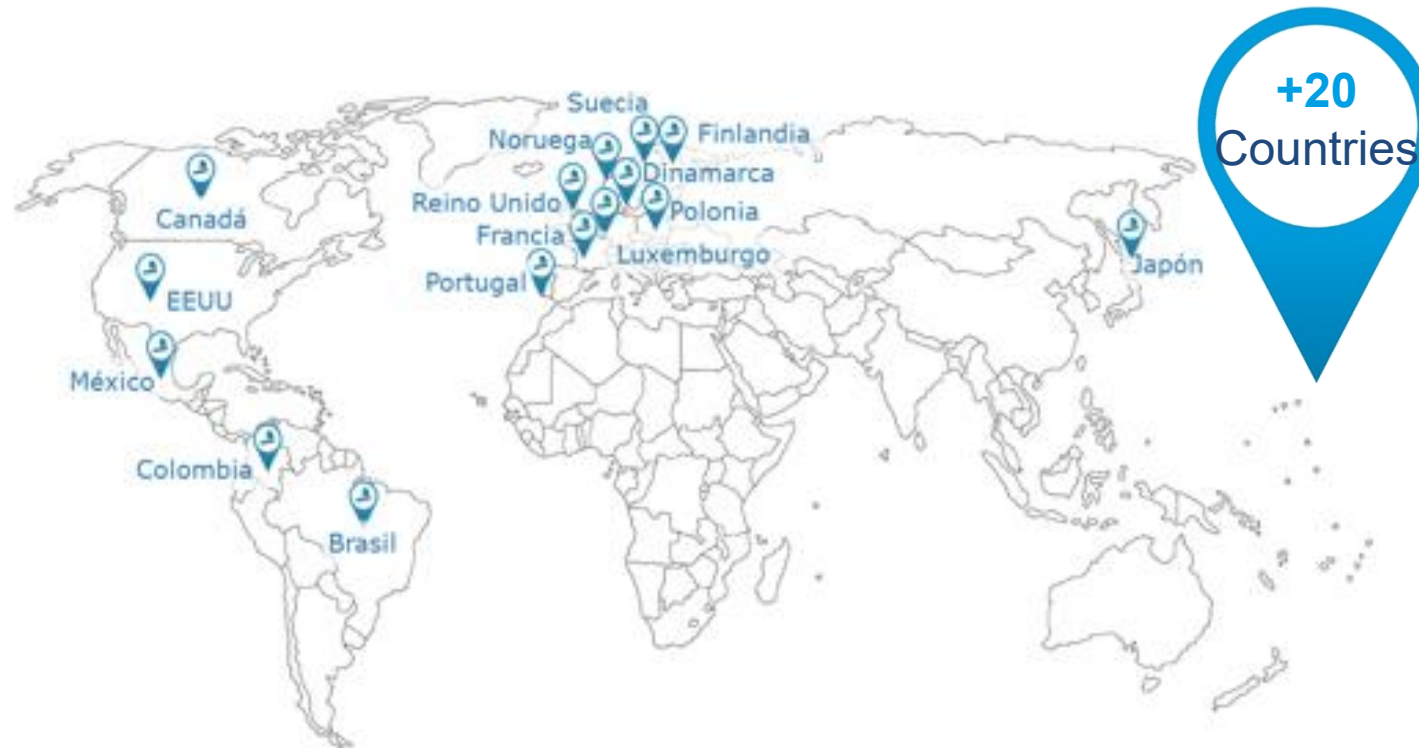 +20
Countries
Suecia
Noruega
Finlandia
Dinamarca
Canadá
Reino Unido
Polonia
Francia
Luxemburgo
Japón
Portugal
EEUU
México
Colombia
Brasil